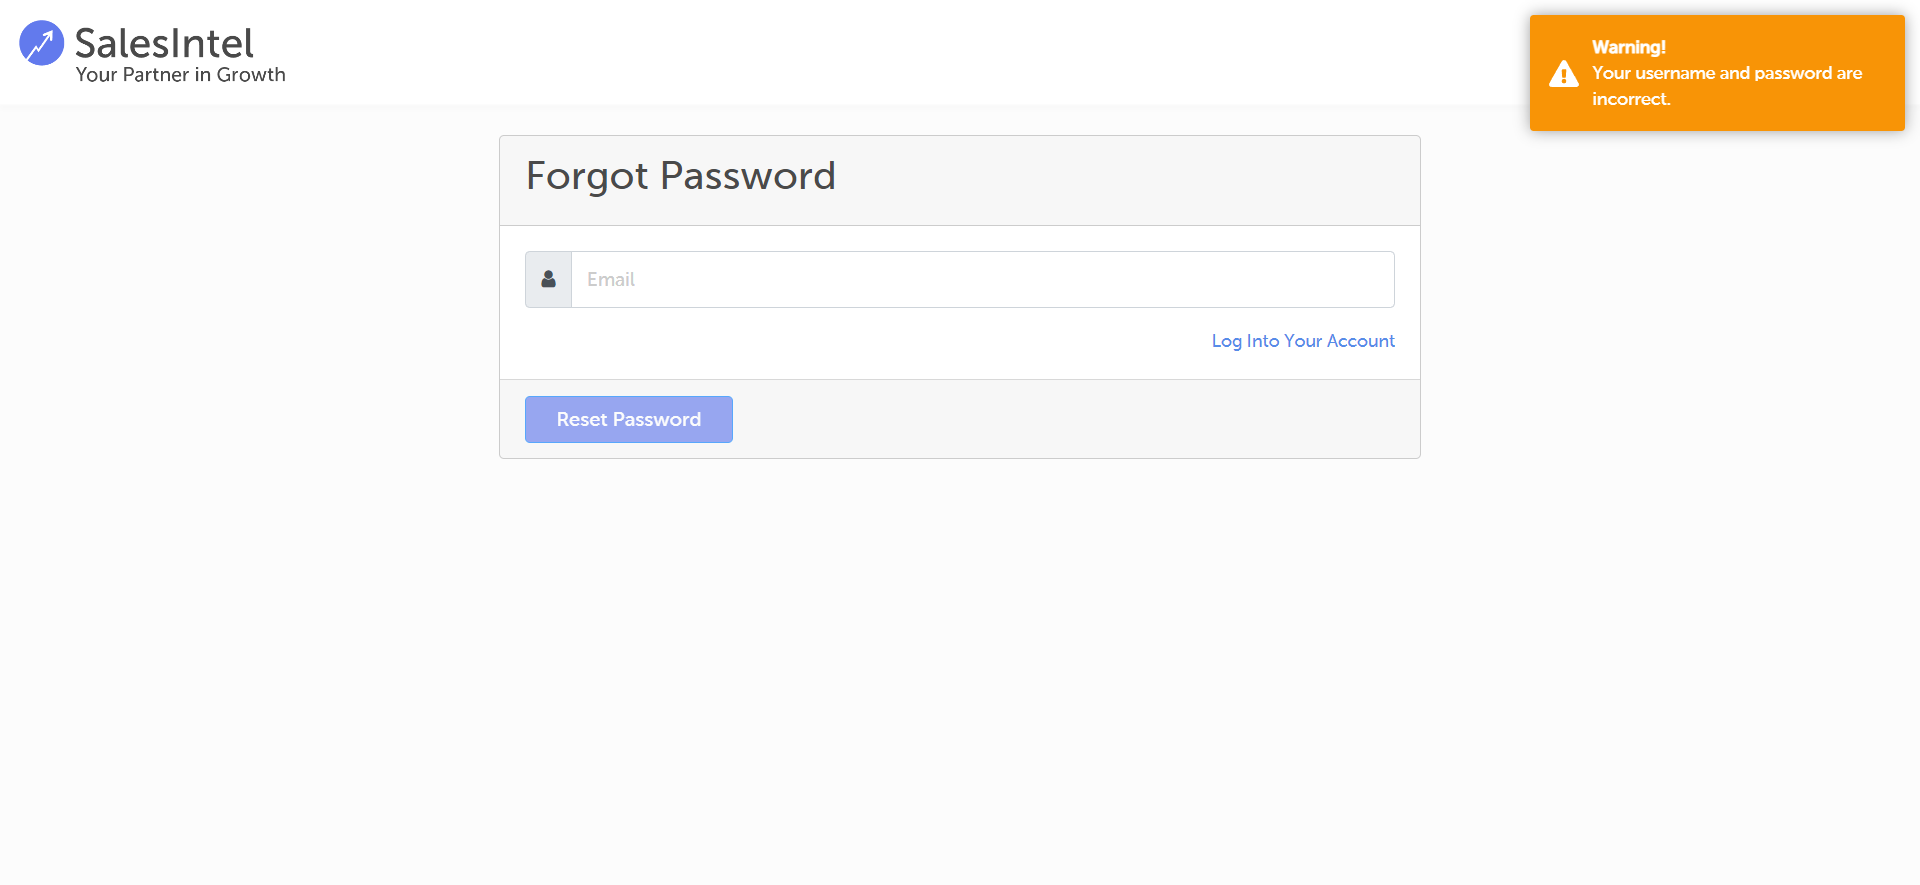 SalesIntel
Your Partner in Growth
Warning!
Your username and password are
incorrect.
Forgot Password
Email
Log Into Your Account
Reset Password